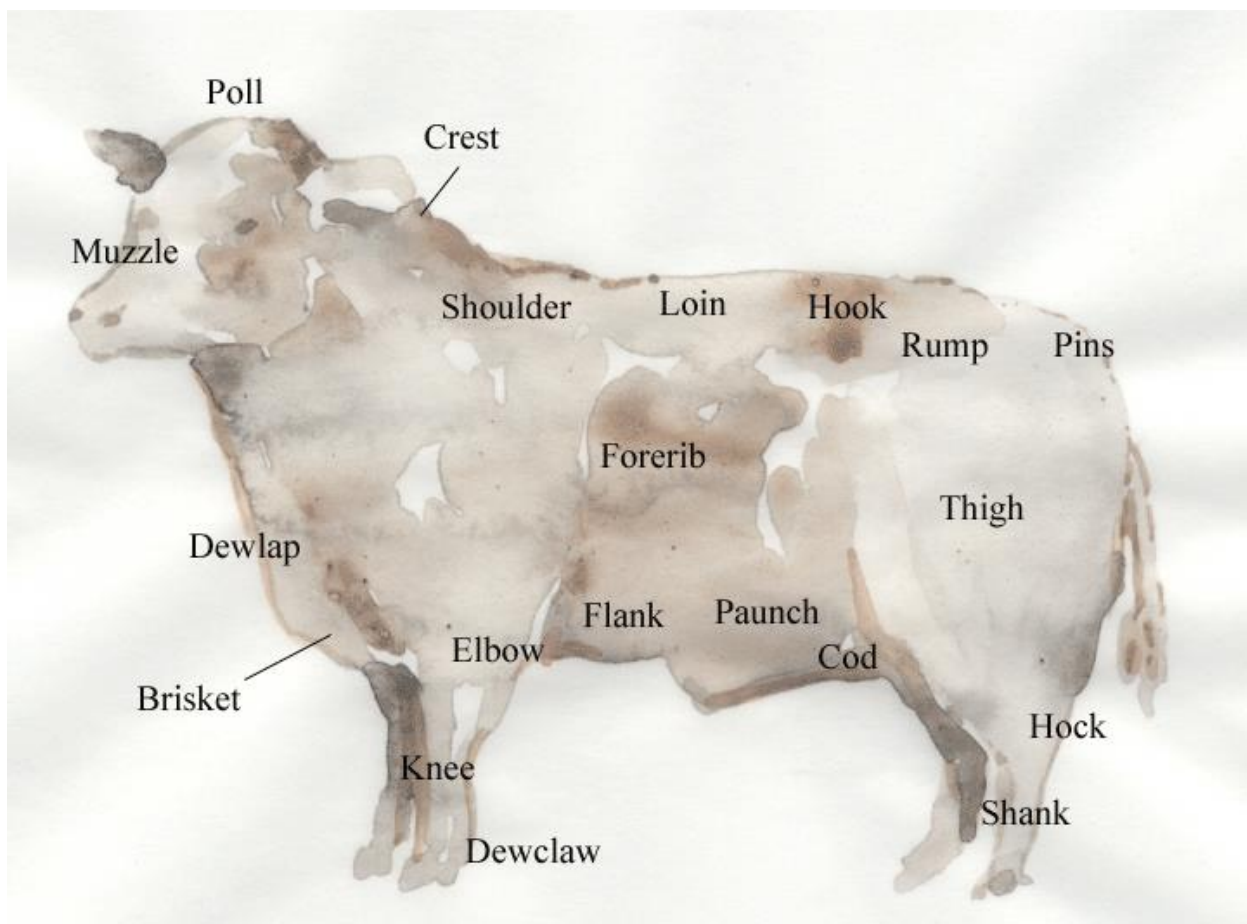 Poll
Crest
Muzzle
Shoulder
Loin
Hook
Rump
Pins
Forerib
Thigh
Dewlap
Flank
Paunch
Elbow
Cod
Brisket
Hock
Knee
Shank
Dewclaw